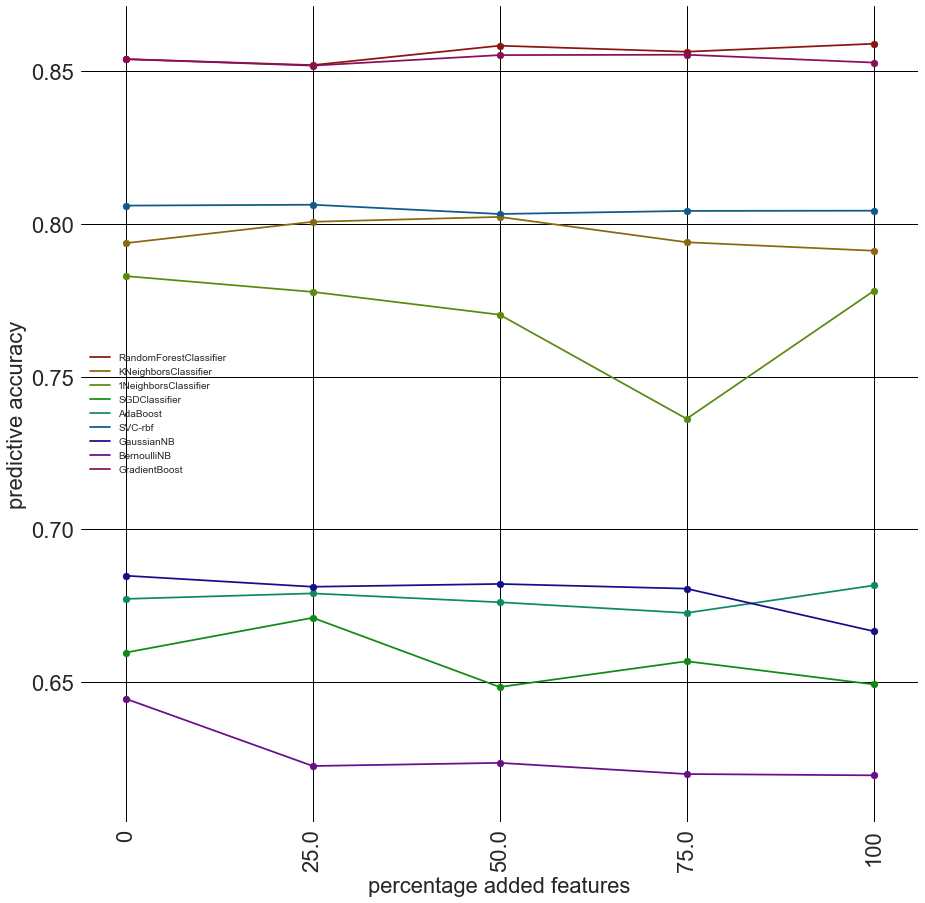 0.85
0.80
0.75
0.70
0.65
predictive accuracy
RandomForestClassifier
KNeighborsClassifier
1NeighborsClassifier
SGDClassifier
AdaBoost
SVC-rbf
GaussianNB
BernoulliNB
GradientBoost
0
25.0
50.0
75.0
100
percentage added features